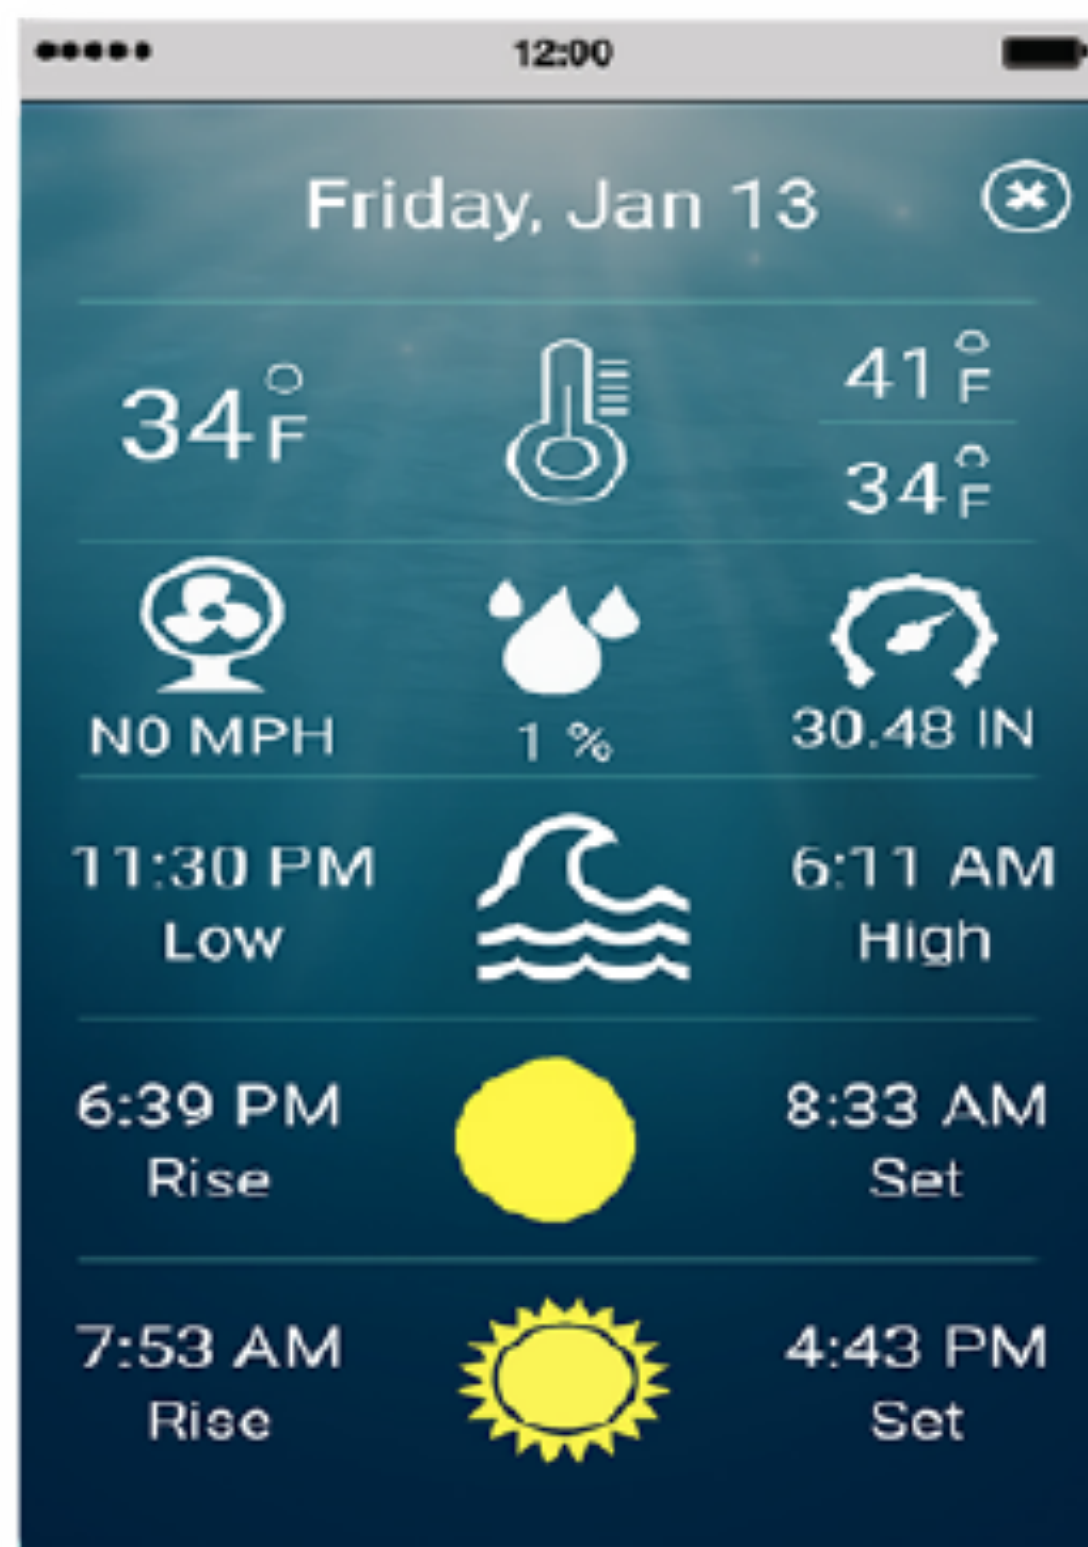 12:00
Friday, Jan 13
34°F
41°F
34°F
N0 MPH
1 %
30.48 IN
11:30 PM
Low
6:11 AM
High
6:39 PM
Rise
8:33 AM
Set
7:53 AM
Rise
4:43 PM
Set